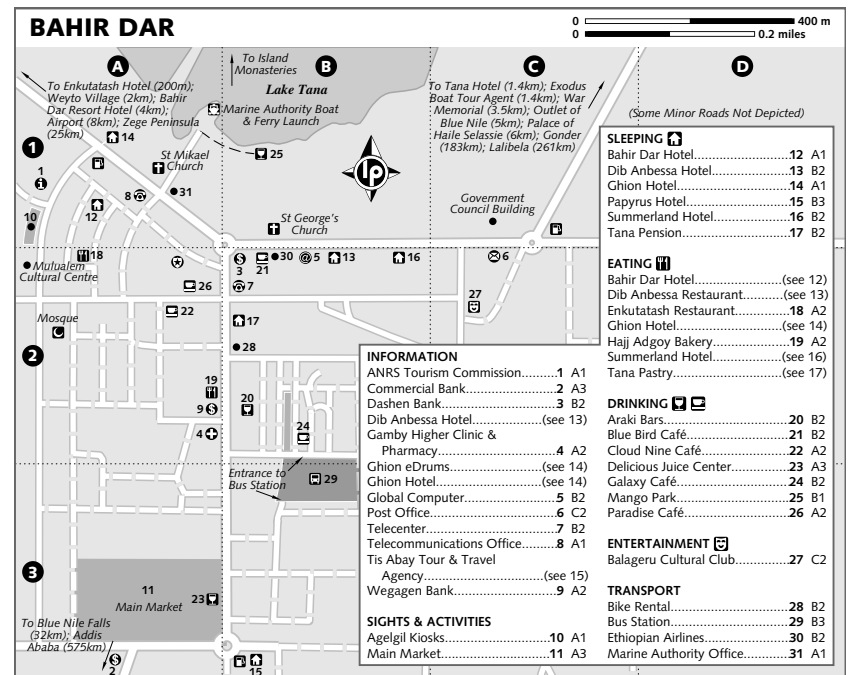 BAHIR DAR
0 400 m
0 0.2 miles
A
B
C
D
To Island
Monasteries
Lake Tana
To Enkutatash Hotel (200m);
Weyto Village (2km); Bahir
Dar Resort Hotel (4km);
Airport (8km); Zege Peninsula
(25km)
Marine Authority Boat
& Ferry Launch
To Tana Hotel (1.4km); Exodus
Boat Tour Agent (1.4km); War
Memorial (3.5km); Outlet of
Blue Nile (5km); Palace of
Haile Selassie (6km); Gonder
(183km); Lalibela (261km)
(Some Minor Roads Not Depicted)
1
14
25
St Mikael
Church
1
8
31
12
10
lp
Government
Council Building
St George's
Church
18
Mulualem
Cultural Centre
3
21
30
5
13
16
6
7
26
22
27
Mosque
17
2
28
19
20
9
24
4
Entrance to
Bus Station
29
3
11
Main Market
23
To Blue Nile Falls
(32km); Addis
Ababa (575km)
2
15
INFORMATION
ANRS Tourism Commission.........1 A1
Commercial Bank.........2 A3
Dashen Bank.........3 B2
Dib Anbessa Hotel.........(see 13)
Gamby Higher Clinic &
Pharmacy.........4 A2
Ghion eDrums.........(see 14)
Ghion Hotel.........(see 14)
Global Computer.........5 B2
Post Office.........6 C2
Telecenter.........7 B2
Telecommunications Office.........8 A1
Tis Abay Tour & Travel
Agency.........(see 15)
Wegagen Bank.........9 A2
SIGHTS & ACTIVITIES
Agelgil Kiosks.........10 A1
Main Market.........11 A3
SLEEPING
Bahir Dar Hotel.........12 A1
Dib Anbessa Hotel.........13 B2
Ghion Hotel.........14 A1
Papyrus Hotel.........15 B3
Summerland Hotel.........16 B2
Tana Pension.........17 B2
EATING
Bahir Dar Hotel.........(see 12)
Dib Anbessa Restaurant.........(see 13)
Enkutatash Restaurant.........18 A2
Ghion Hotel.........(see 14)
Hajj Adgoy Bakery.........19 A2
Summerland Hotel.........(see 16)
Tana Pastry.........(see 17)
DRINKING
Araki Bars.........20 B2
Blue Bird Café.........21 B2
Cloud Nine Café.........22 A2
Delicious Juice Center.........23 A3
Galaxy Café.........24 B2
Mango Park.........25 B1
Paradise Café.........26 A2
ENTERTAINMENT
Balageru Cultural Club.........27 C2
TRANSPORT
Bike Rental.........28 B2
Bus Station.........29 B3
Ethiopian Airlines.........30 B2
Marine Authority Office.........31 A1